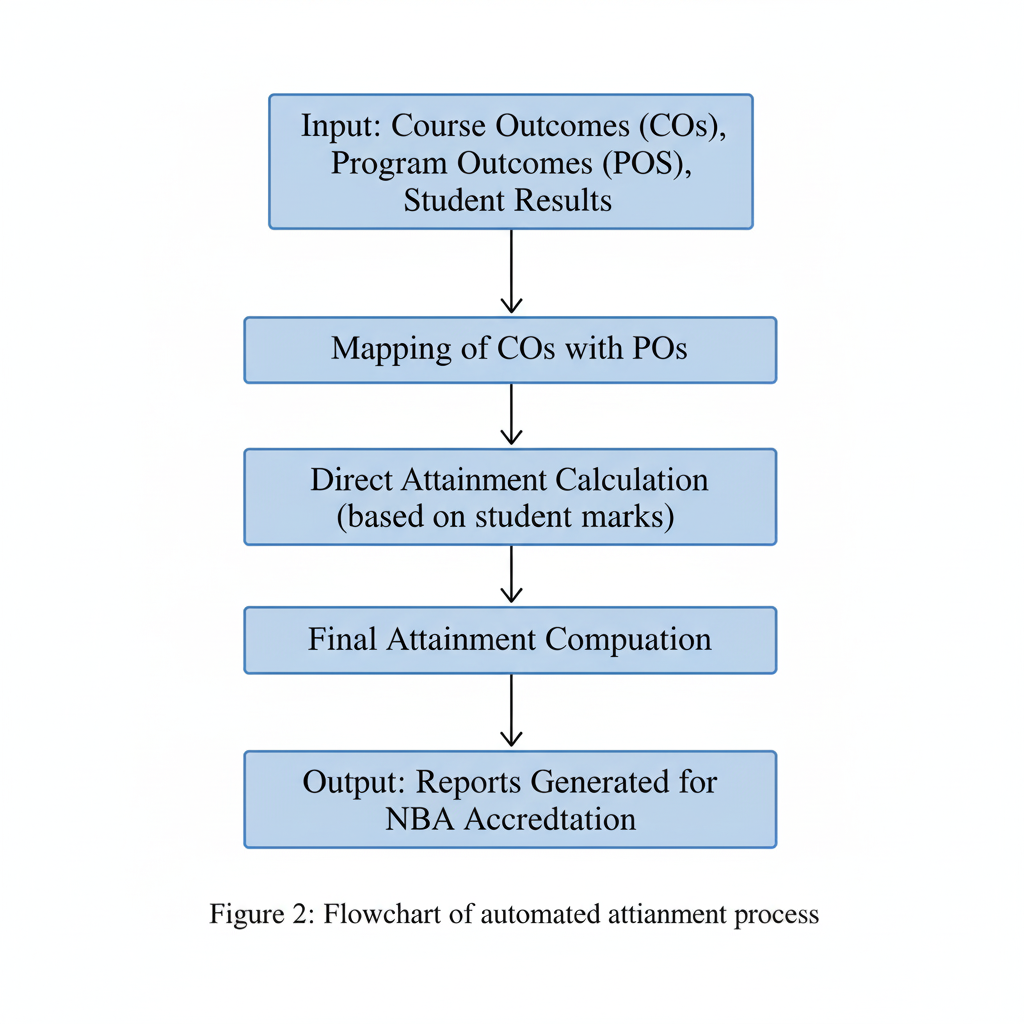 Input: Course Outcomes (COs),
Program Outcomes (POS),
Student Results
Mapping of COs with POs
Direct Attainment Calculation
(based on student marks)
Final Attainment Compuation
Output: Reports Generated for
NBA Accredtation
Figure 2: Flowchart of automated attianment process